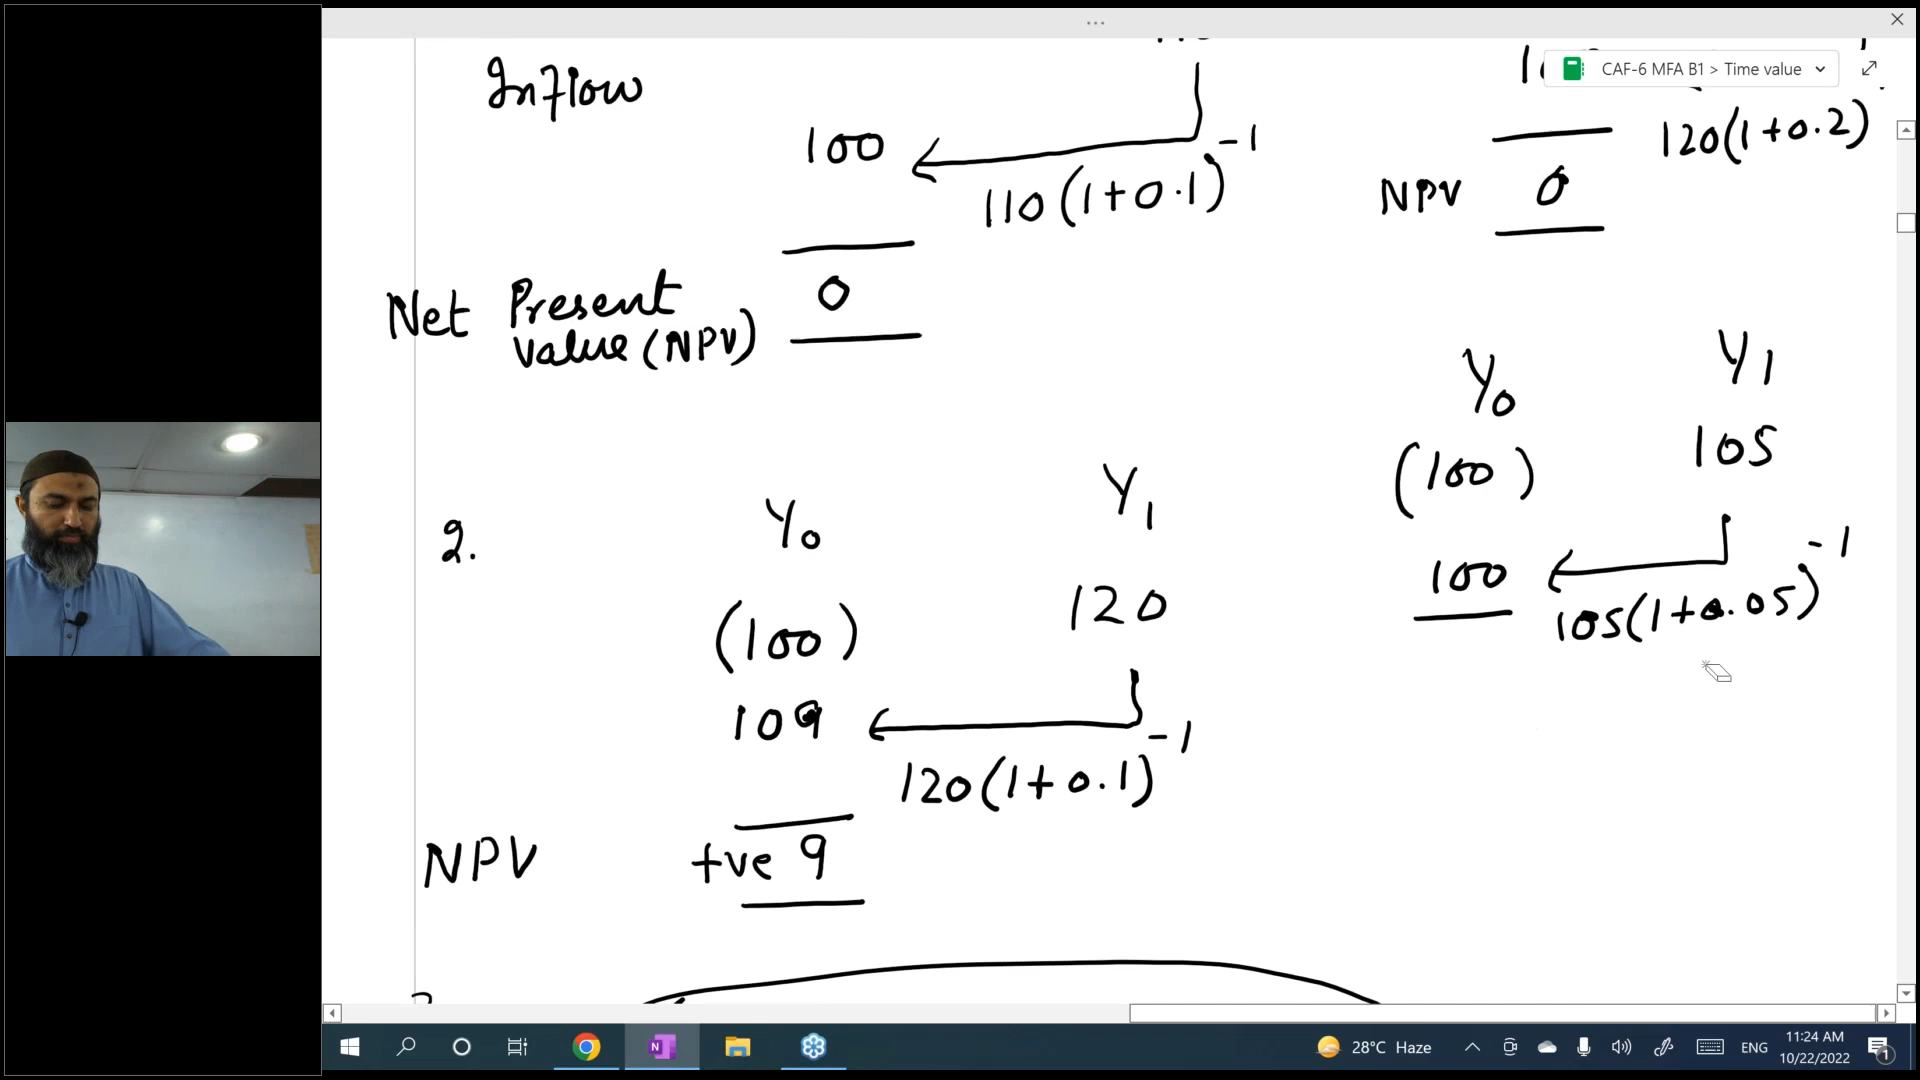 CAF-6 MFA B1 > Time value
Inflow
100
110(1+0.1)
-1
120(1+0.2)
NPV 0
Net Present
Value (NPV)
0
Y0 Y1
(100) 105
100
105(1+0.05)
-1
2.
Y0 Y1
(100) 120
109
120(1+0.1)
-1
NPV +ve 9
28°C Haze
ENG
11:24 AM
10/22/2022
1